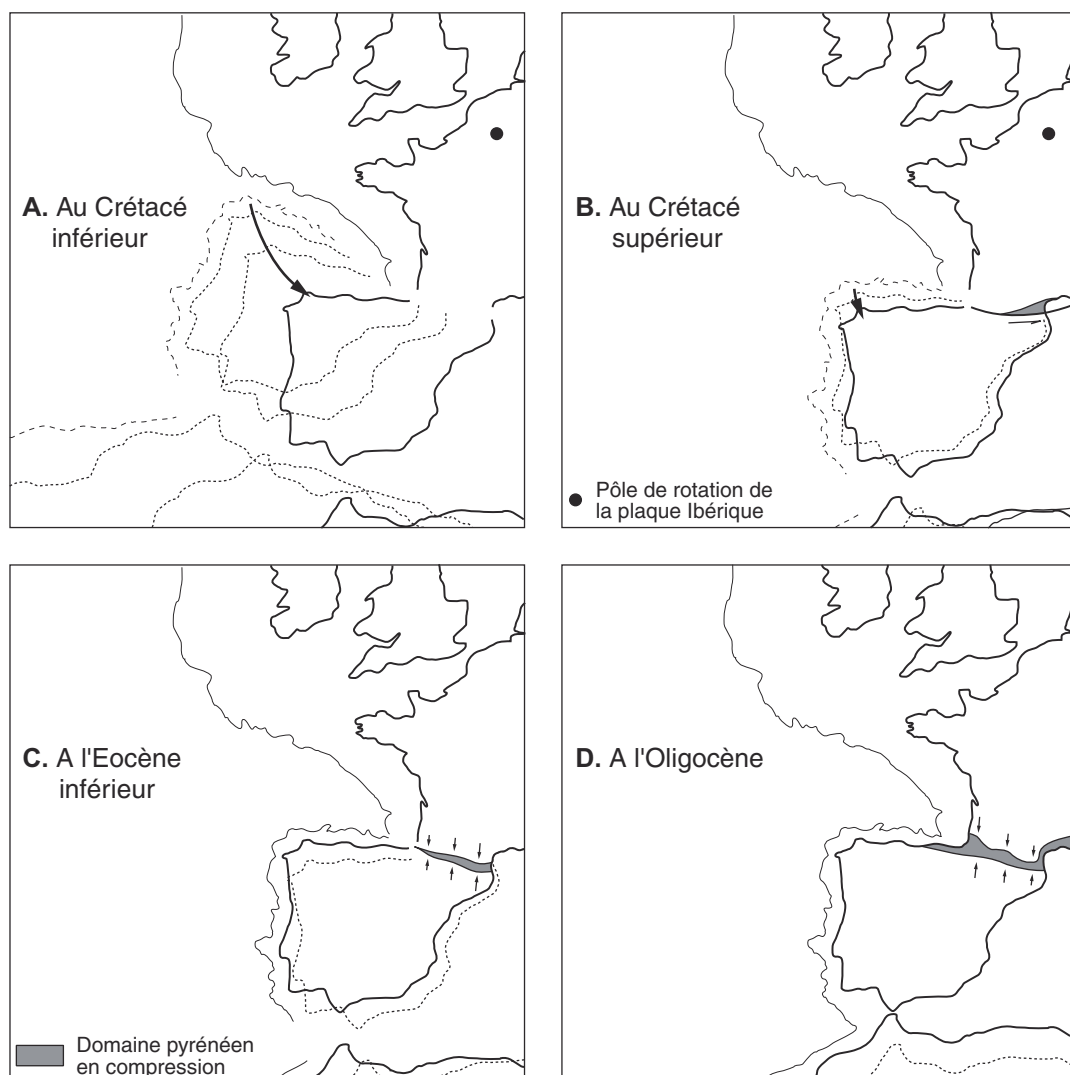 A. Au Crétacé
inférieur
B. Au Crétacé
supérieur
Pôle de rotation de
la plaque Ibérique
C. A l'Eocène
inférieur
Domaine pyrénéen
en compression
D. A l'Oligocène